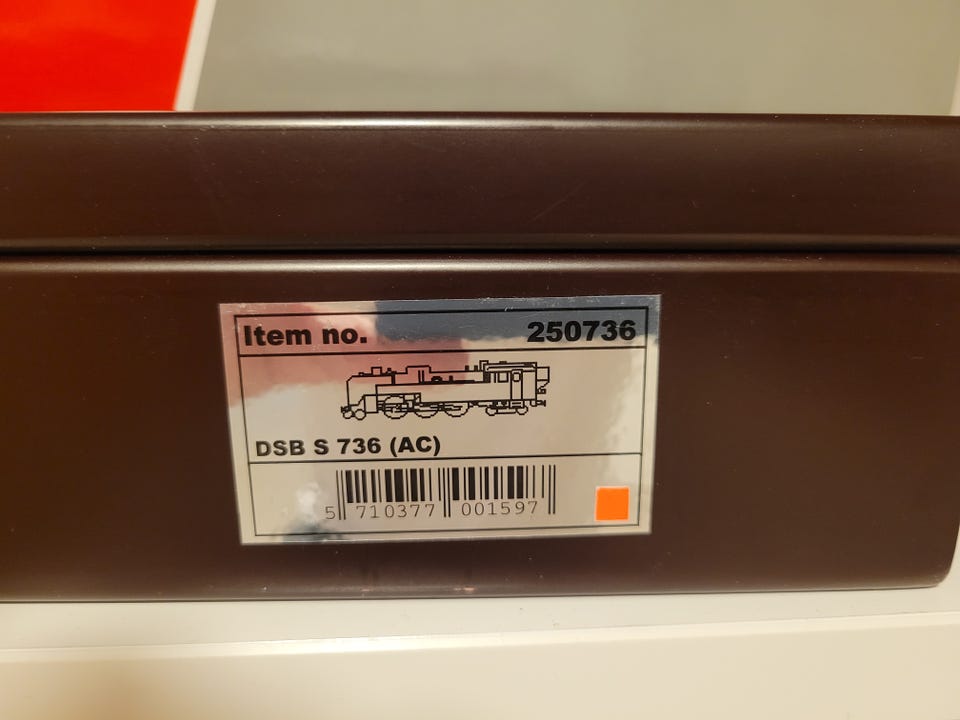 Item no. 250736
DSB S 736 (AC)
5 710377 001597